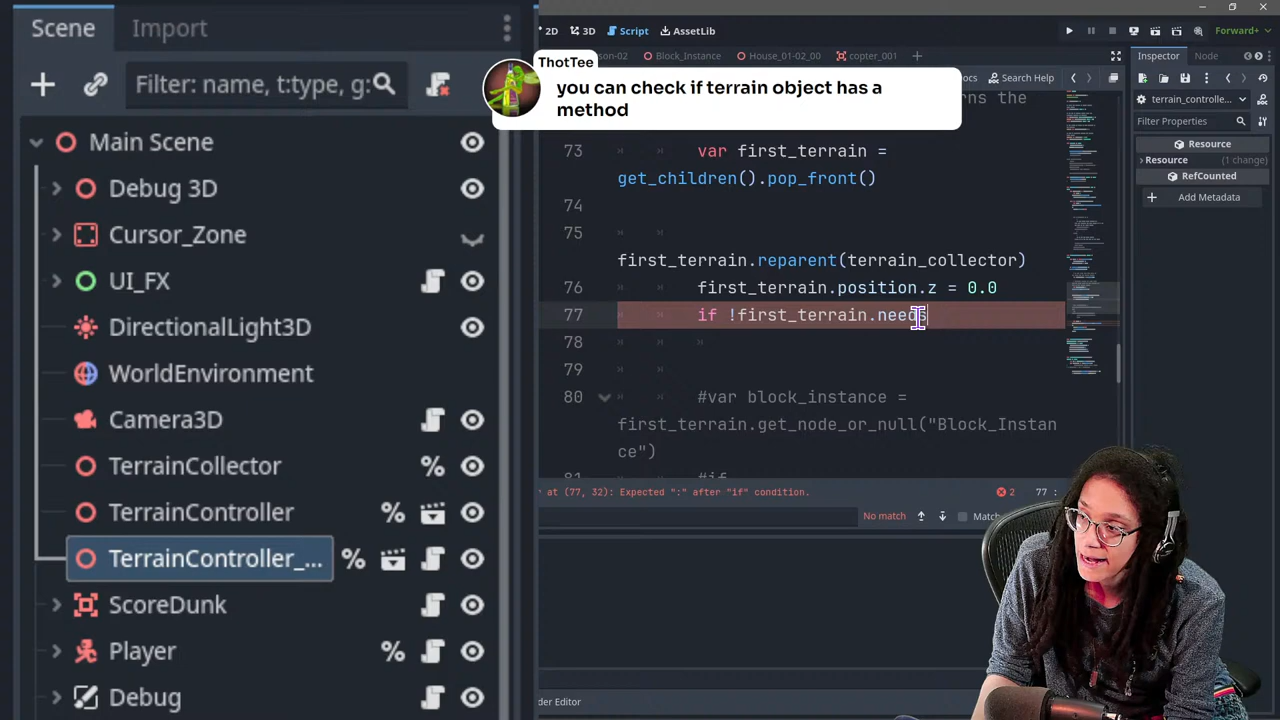 Scene
Import
2D
3D
Script
AssetLib
Forward+
Filter: name, t:type, g:
Block_Instance
House_01-02_00
copter_001
Inspector
Node
ThotTee
you can check if terrain object has a
method
Search Help
terrain_controlle...
Filter Properties
Resource
Resource
(1 change)
RefCounted
Add Metadata
Main Scene
Debug 3D
Cursor_Zone
UI_FX
DirectionalLight3D
WorldEnvironment
Camera3D
TerrainCollector
TerrainController
TerrainController_...
ScoreDunk
Player
Debug
73 var first_terrain =
get_children().pop_front()
74
75
first_terrain.reparent(terrain_collector)
76 first_terrain.position.z = 0.0
77 if !first_terrain.needs
78
79
80 #var block_instance =
first_terrain.get_node_or_null("Block_Instan
ce")
81 #if
at (77, 32): Expected ":" after "if" condition.
2
77 :
No match
Match
der Editor